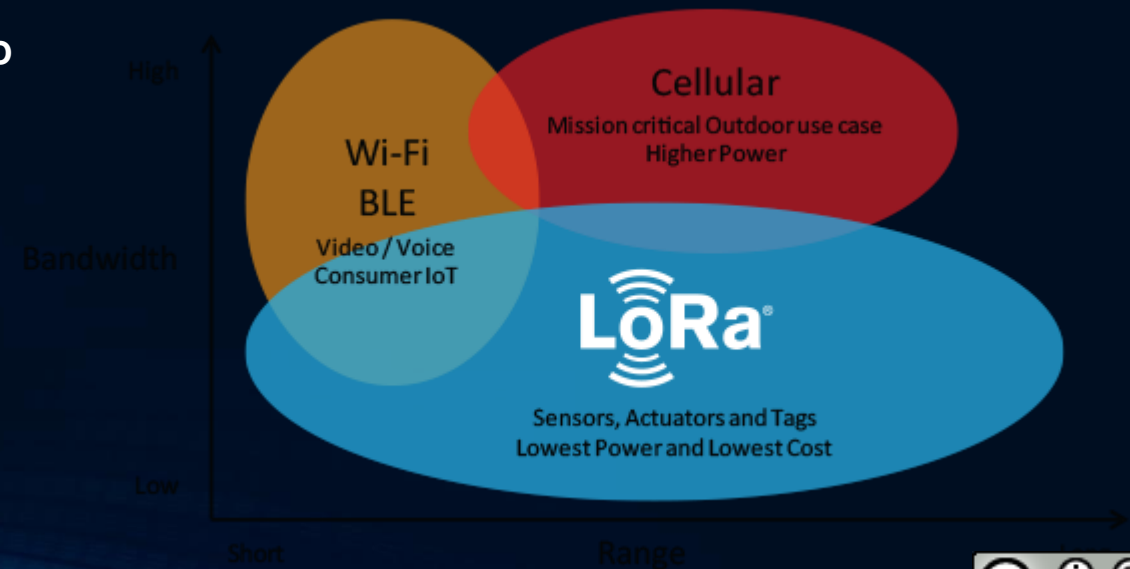 High
Cellular
Mission critical Outdoor use case
Higher Power
Wi-Fi
BLE
Video / Voice
Consumer IoT
Bandwidth
LoRa®
Sensors, Actuators and Tags
Lowest Power and Lowest Cost
Low
Short
Range